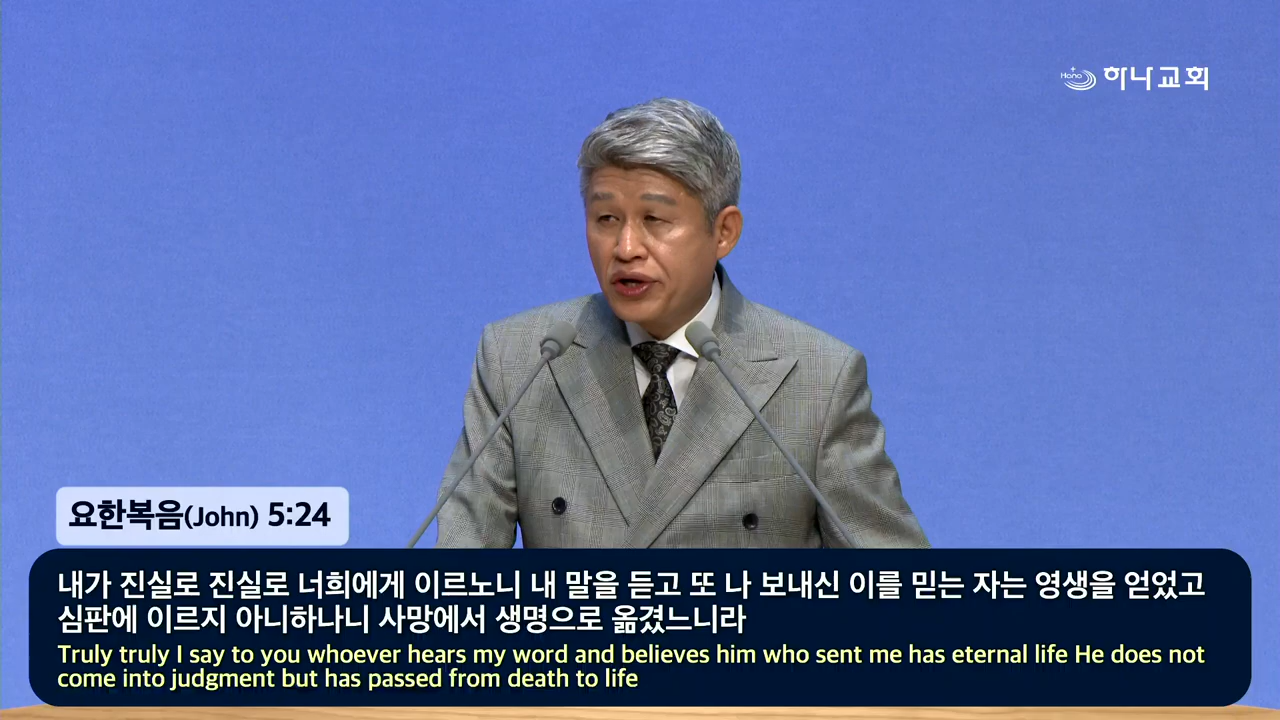 Hana 하나교회
요한복음(John) 5:24
내가 진실로 진실로 너희에게 이르노니 내 말을 듣고 또 나 보내신 이를 믿는 자는 영생을 얻었고
심판에 이르지 아니하나니 사망에서 생명으로 옮겼느니라
Truly truly I say to you whoever hears my word and believes him who sent me has eternal life He does not
come into judgment but has passed from death to life